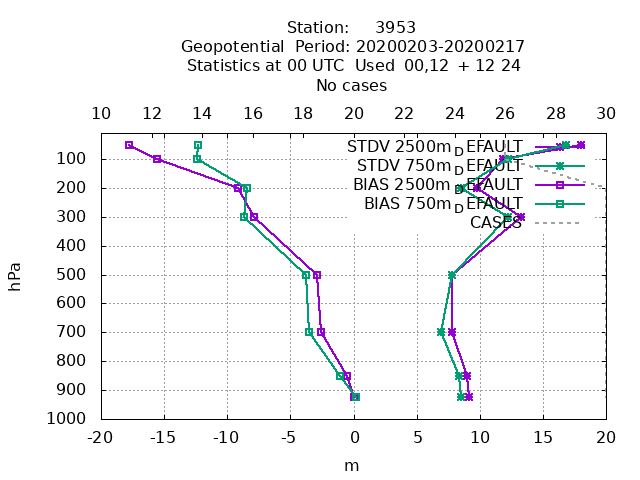 Station: 3953
Geopotential Period: 20200203-20200217
Statistics at 00 UTC Used 00,12 + 12 24
No cases
10 12 14 16 18 20 22 24 26 28 30
STDV 2500m_DEFAULT
STDV 750m_DEFAULT
BIAS 2500m_DEFAULT
BIAS 750m_DEFAULT
CASES
100
200
300
400
500
600
700
800
900
1000
hPa
-20 -15 -10 -5 0 5 10 15 20
m